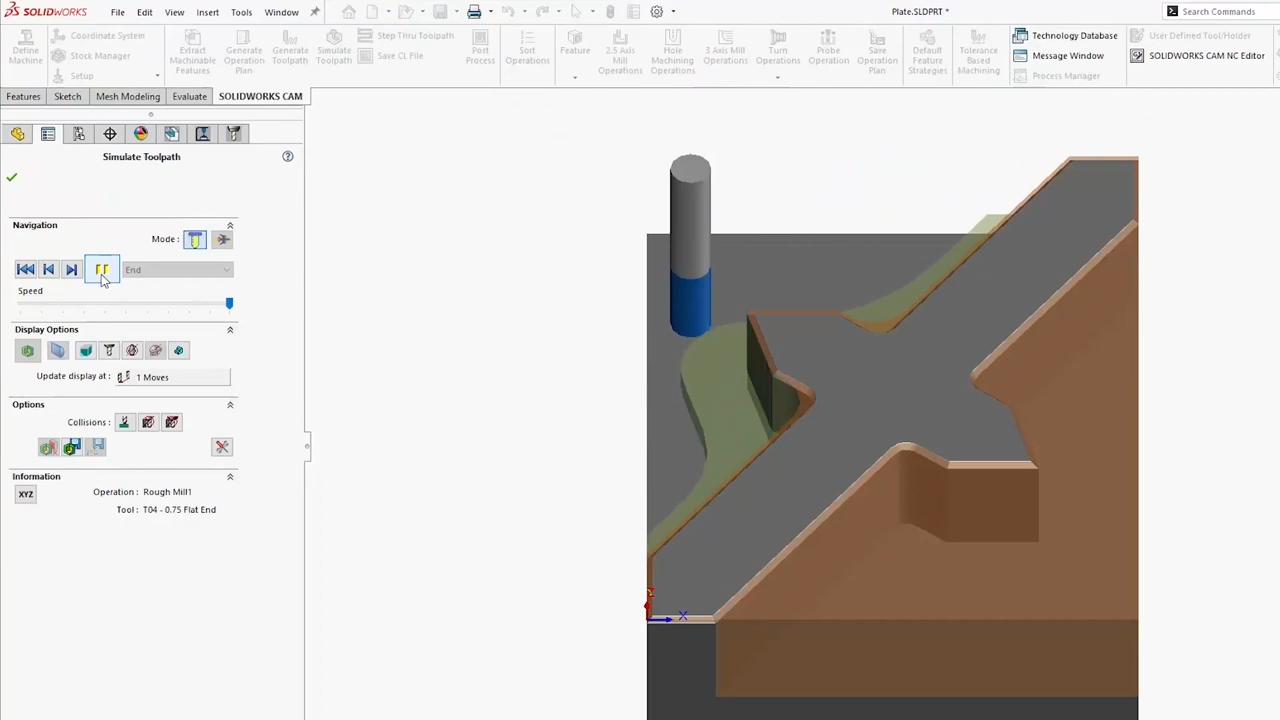 SOLIDWORKS
File Edit View Insert Tools Window
Plate.SLDPRT *
Search Commands
Define Machine
Coordinate System
Stock Manager
Setup
Extract Machinable Features
Generate Operation Plan
Generate Toolpath
Simulate Toolpath
Step Thru Toolpath
Save CL File
Port Process
Sort Operations
Feature
2.5 Axis Mill Operations
Hole Machining Operations
3 Axis Mill Operations
Turn Operations
Probe Operation
Save Operation Plan
Default Feature Strategies
Tolerance Based Machining
Technology Database
Message Window
Process Manager
User Defined Tool/Holder
SOLIDWORKS CAM NC Editor
Features Sketch Mesh Modeling Evaluate SOLIDWORKS CAM
Simulate Toolpath
Navigation
Mode :
End
Speed
Display Options
Update display at : 1 Moves
Options
Collisions :
Information
XYZ
Operation : Rough Mill1
Tool : T04 - 0.75 Flat End
X